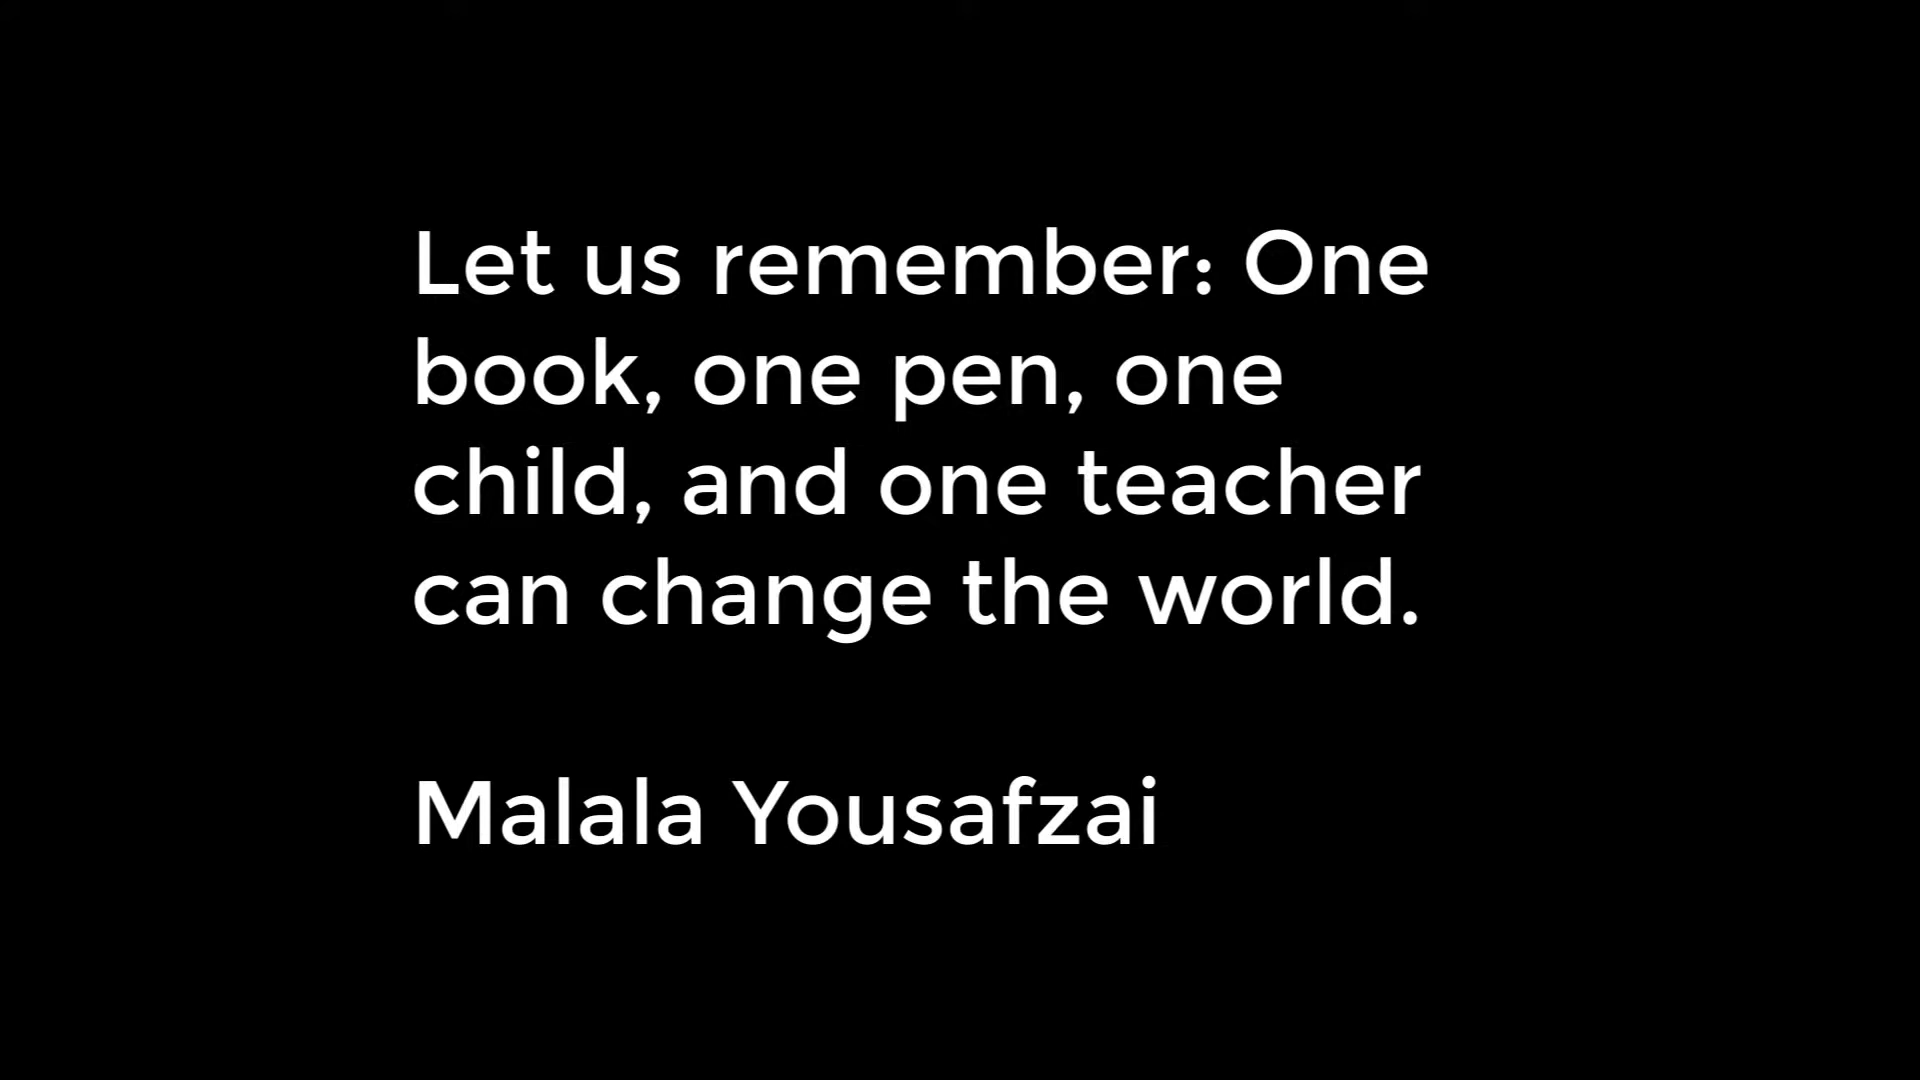 Let us remember: One
book, one pen, one
child, and one teacher
can change the world.
Malala Yousafzai